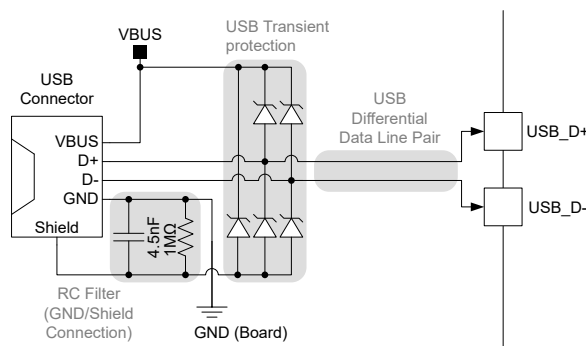 USB Transient
protection
VBUS
USB
Connector
USB
Differential
Data Line Pair
VBUS
D+
D-
GND
Shield
USB_D+
USB_D-
4.5nF
1MΩ
RC Filter
(GND/Shield
Connection)
GND (Board)